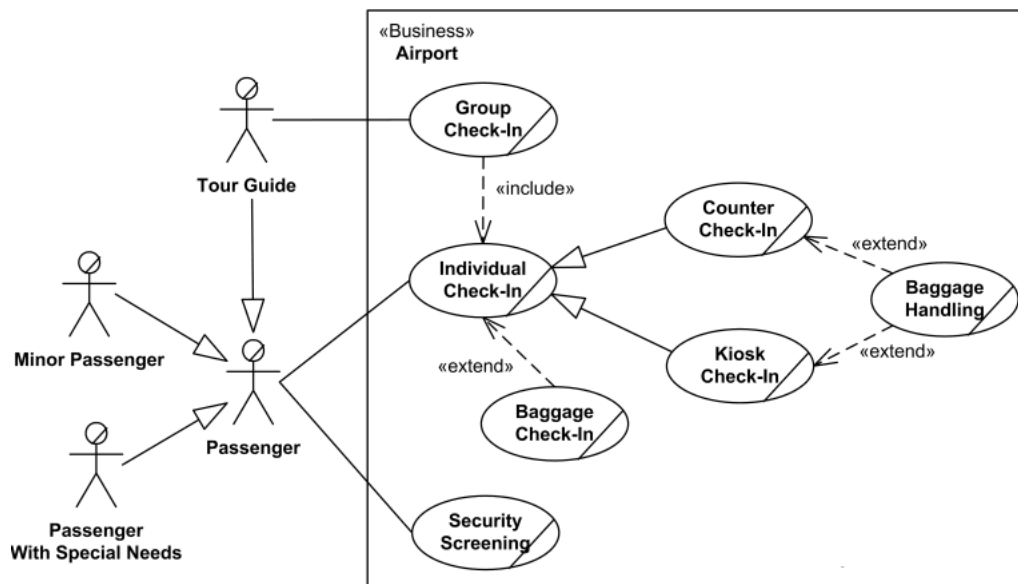 «Business»
Airport
Group
Check-In
Tour Guide
«include»
Counter
Check-In
«extend»
Individual
Check-In
Baggage
Handling
Minor Passenger
«extend»
Kiosk
Check-In
«extend»
Baggage
Check-In
Passenger
Security
Screening
Passenger
With Special Needs